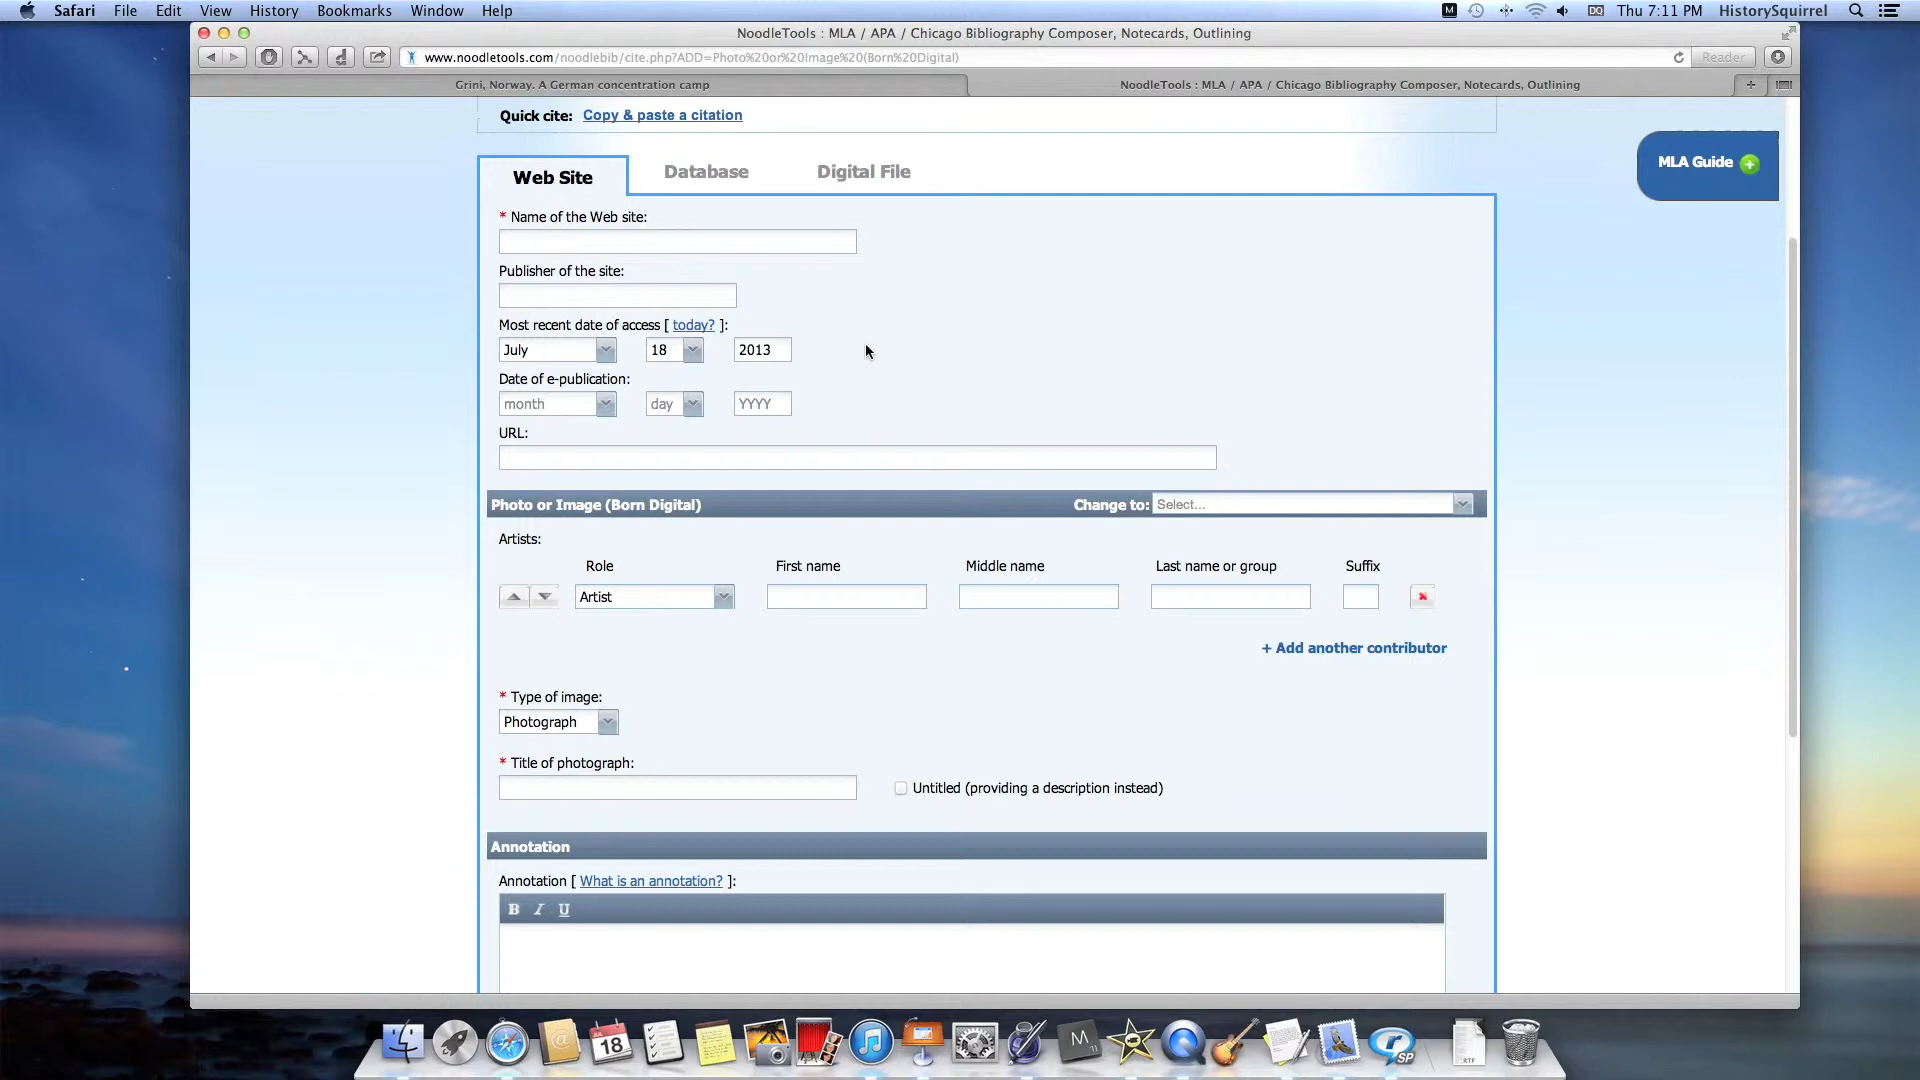 Safari File Edit View History Bookmarks Window Help M DQ Thu 7:11 PM HistorySquirrel
NoodleTools : MLA / APA / Chicago Bibliography Composer, Notecards, Outlining
www.noodletools.com/noodlebib/cite.php?ADD=Photo%20or%20Image%20(Born%20Digital) Reader
Grini, Norway. A German concentration camp NoodleTools : MLA / APA / Chicago Bibliography Composer, Notecards, Outlining
Quick cite: Copy & paste a citation
MLA Guide
Web Site Database Digital File
* Name of the Web site:
Publisher of the site:
Most recent date of access [ today? ]:
July 18 2013
Date of e-publication:
month day YYYY
URL:
Photo or Image (Born Digital) Change to: Select...
Artists:
Role First name Middle name Last name or group Suffix
Artist
+ Add another contributor
* Type of image:
Photograph
* Title of photograph:
Untitled (providing a description instead)
Annotation
Annotation [ What is an annotation? ]:
B I U
JUL
18
M
SP
RTF